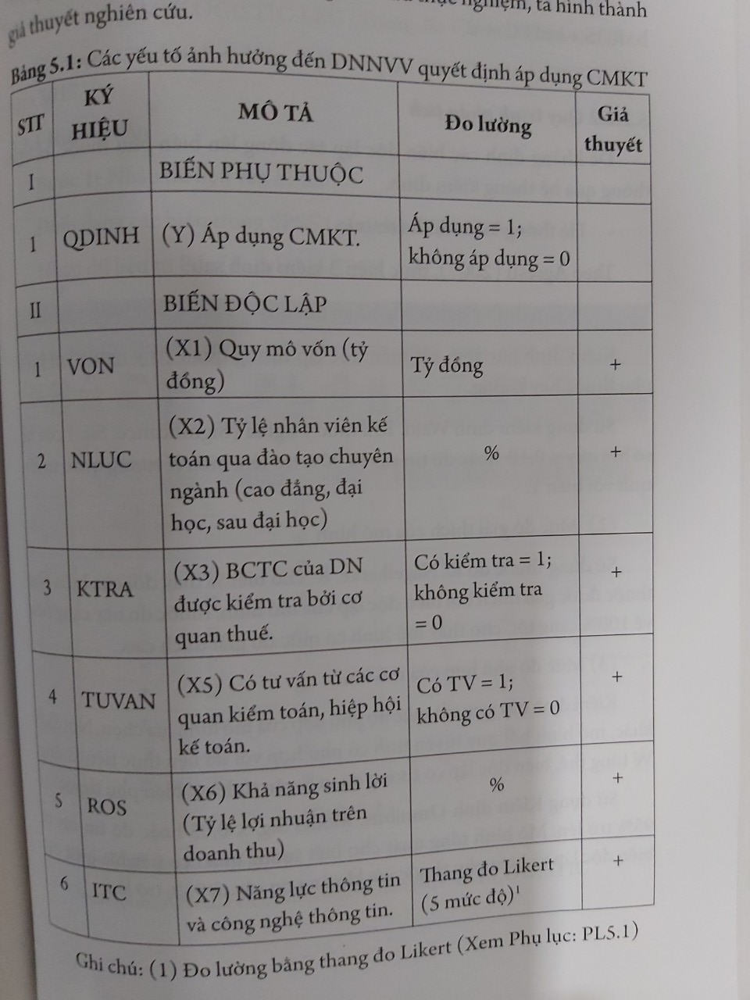 nghiệm, ta hình thành
giả thuyết nghiên cứu.
Bảng 5.1: Các yếu tố ảnh hưởng đến DNNVV quyết định áp dụng CMKT
STT
KÝ
HIỆU
MÔ TẢ
Đo lường
Giả
thuyết
I
BIẾN PHỤ THUỘC
1
QDINH
(Y) Áp dụng CMKT.
Áp dụng = 1;
không áp dụng = 0
II
BIẾN ĐỘC LẬP
1
VON
(X1) Quy mô vốn (tỷ
đồng)
Tỷ đồng
+
2
NLUC
(X2) Tỷ lệ nhân viên kế
toán qua đào tạo chuyên
ngành (cao đẳng, đại
học, sau đại học)
%
+
3
KTRA
(X3) BCTC của DN
được kiểm tra bởi cơ
quan thuế.
Có kiểm tra = 1;
không kiểm tra
= 0
+
4
TUVAN
(X5) Có tư vấn từ các cơ
quan kiểm toán, hiệp hội
kế toán.
Có TV = 1;
không có TV = 0
+
5
ROS
(X6) Khả năng sinh lời
(Tỷ lệ lợi nhuận trên
doanh thu)
%
+
6
ITC
(X7) Năng lực thông tin
và công nghệ thông tin.
Thang đo Likert
(5 mức độ)¹
+
Ghi chú: (1) Đo lường bằng thang đo Likert (Xem Phụ lục: PL5.1)